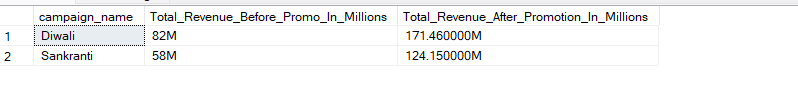 campaign_name Total_Revenue_Before_Promo_In_Millions Total_Revenue_After_Promotion_In_Millions
1 Diwali 82M 171.460000M
2 Sankranti 58M 124.150000M